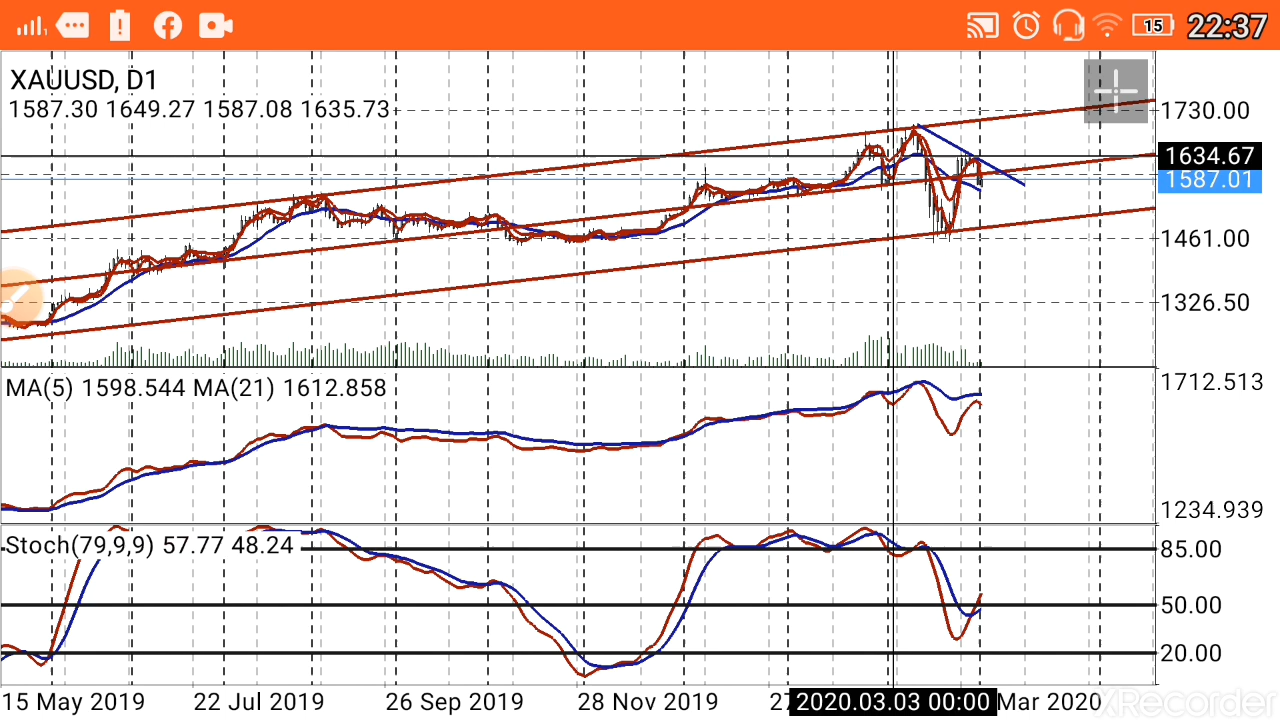 15 22:37
XAUUSD, D1
1587.30 1649.27 1587.08 1635.73
1730.00
1634.67
1587.01
1461.00
1326.50
MA(5) 1598.544 MA(21) 1612.858
1712.513
1234.939
Stoch(79,9,9) 57.77 48.24
85.00
50.00
20.00
15 May 2019 22 Jul 2019 26 Sep 2019 28 Nov 2019 27 2020.03.03 00:00 Mar 2020
XRecorder